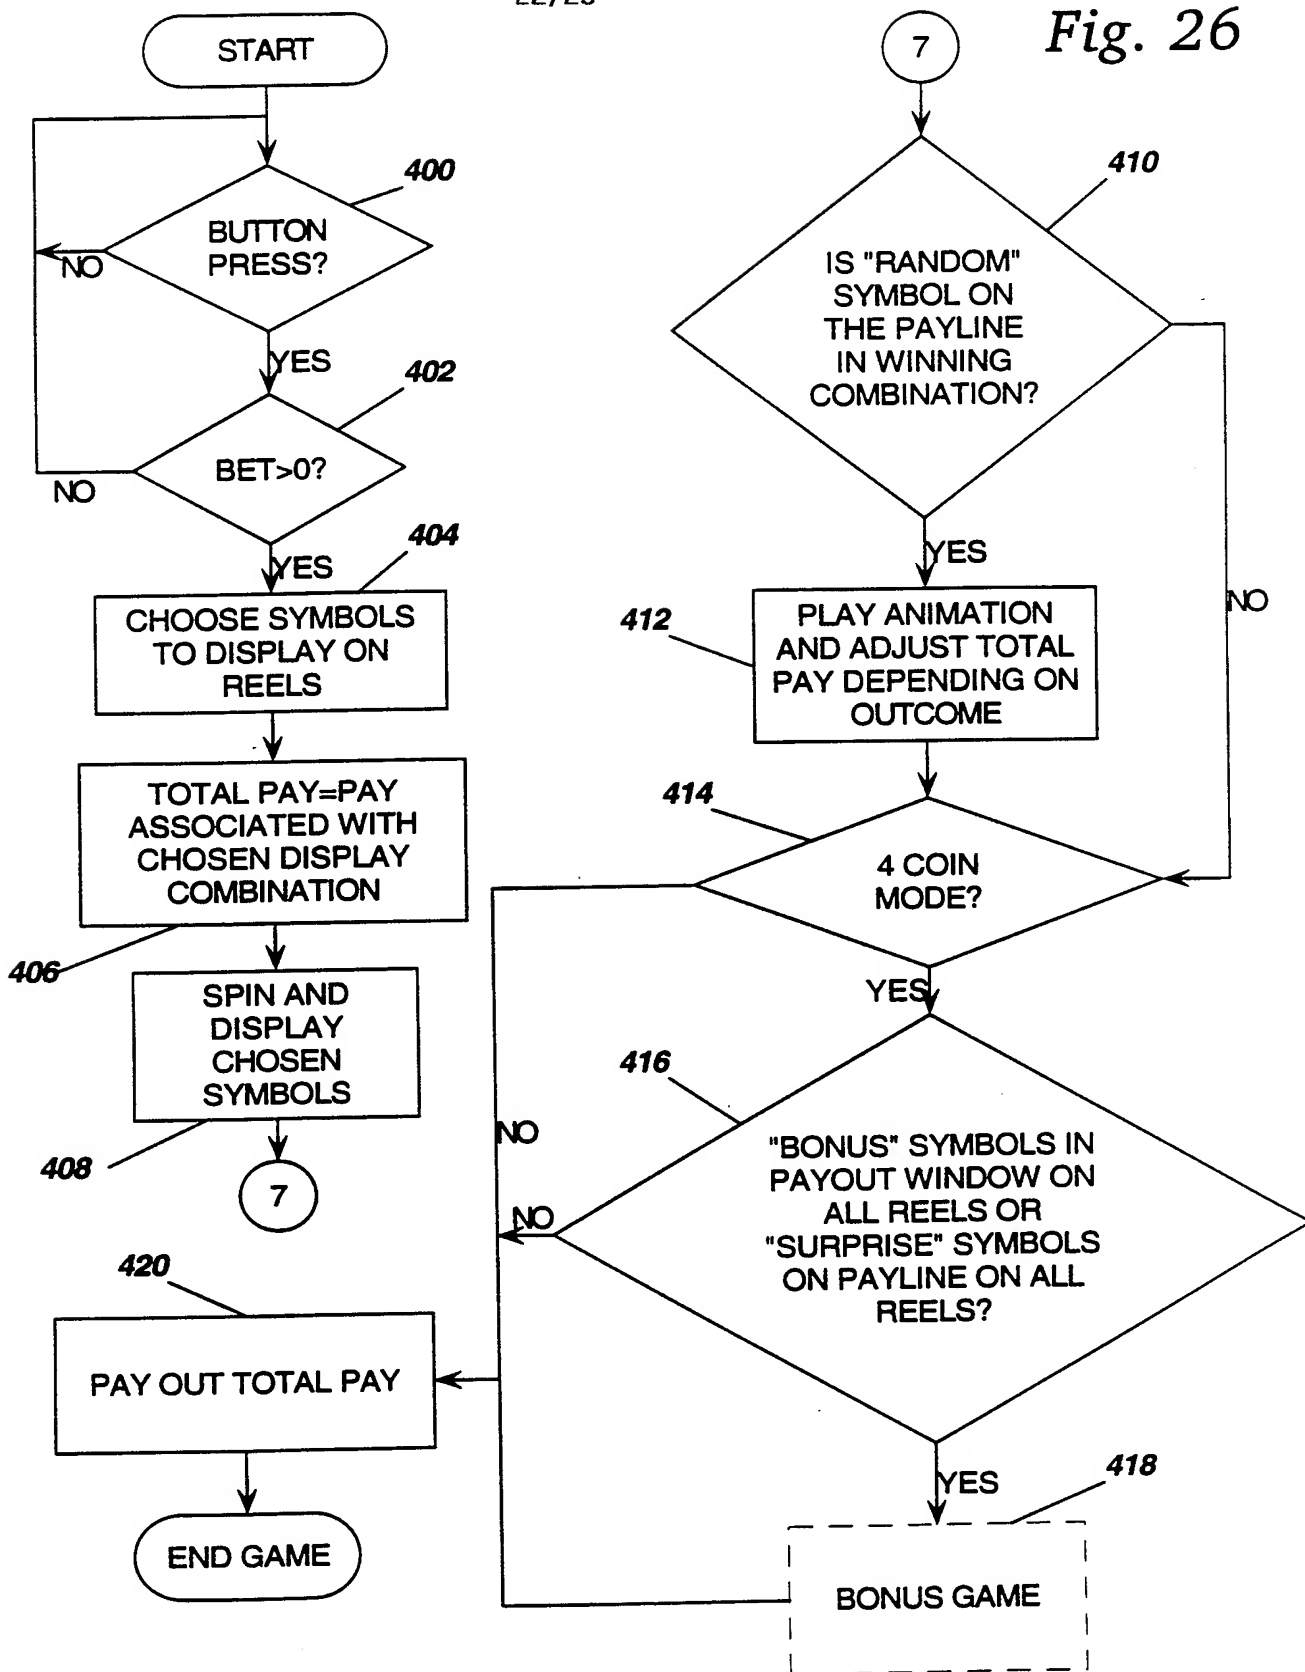 START
400
BUTTON
PRESS?
NO
YES
402
BET>0?
NO
YES
404
CHOOSE SYMBOLS
TO DISPLAY ON
REELS
TOTAL PAY=PAY
ASSOCIATED WITH
CHOSEN DISPLAY
COMBINATION
406
SPIN AND
DISPLAY
CHOSEN
SYMBOLS
408
7
420
PAY OUT TOTAL PAY
END GAME
Fig. 26
7
410
IS "RANDOM"
SYMBOL ON
THE PAYLINE
IN WINNING
COMBINATION?
YES
NO
412
PLAY ANIMATION
AND ADJUST TOTAL
PAY DEPENDING ON
OUTCOME
414
4 COIN
MODE?
YES
NO
416
"BONUS" SYMBOLS IN
PAYOUT WINDOW ON
ALL REELS OR
"SURPRISE" SYMBOLS
ON PAYLINE ON ALL
REELS?
NO
YES
418
BONUS GAME